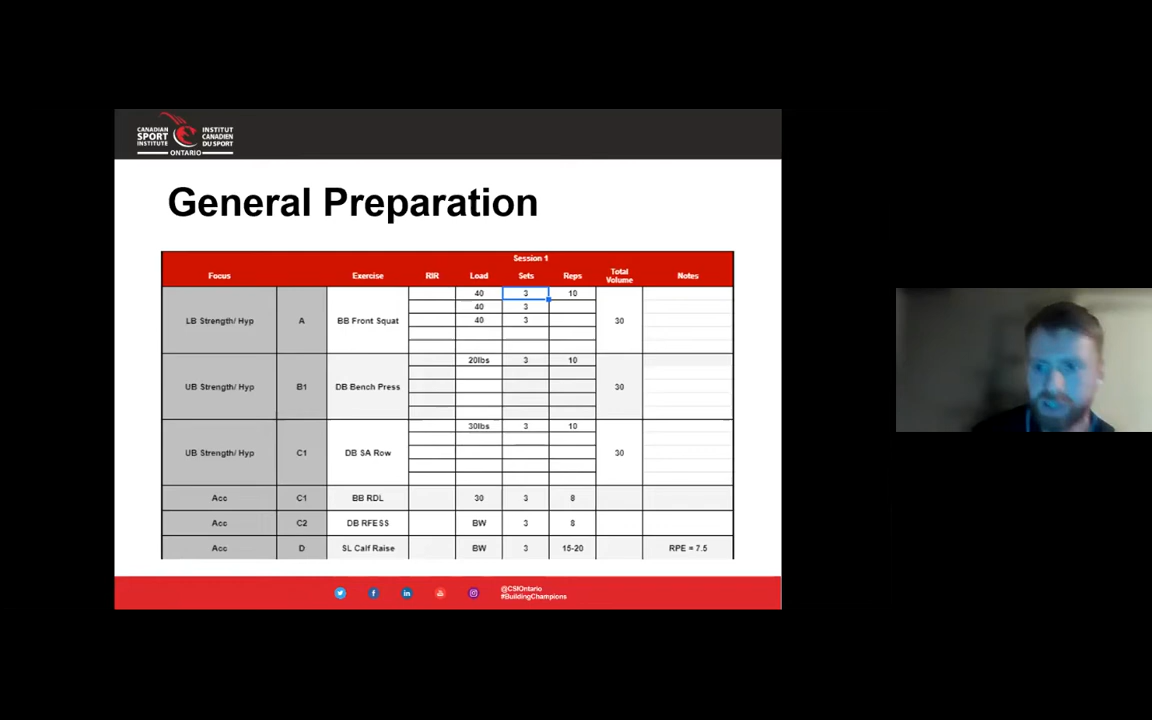 CANADIAN SPORT INSTITUTE
INSTITUT CANADIEN DU SPORT
ONTARIO
General Preparation
Session 1
Focus Exercise RIR Load Sets Reps Total Volume Notes
LB Strength/ Hyp A BB Front Squat 40 3 10 30
40 3
40 3
UB Strength/ Hyp B1 DB Bench Press 20lbs 3 10 30
UB Strength/ Hyp C1 DB SA Row 30lbs 3 10 30
Acc C1 BB RDL 30 3 8
Acc C2 DB RFESS BW 3 8
Acc D SL Calf Raise BW 3 15-20 RPE = 7.5
@CSIOntario
#BuildingChampions